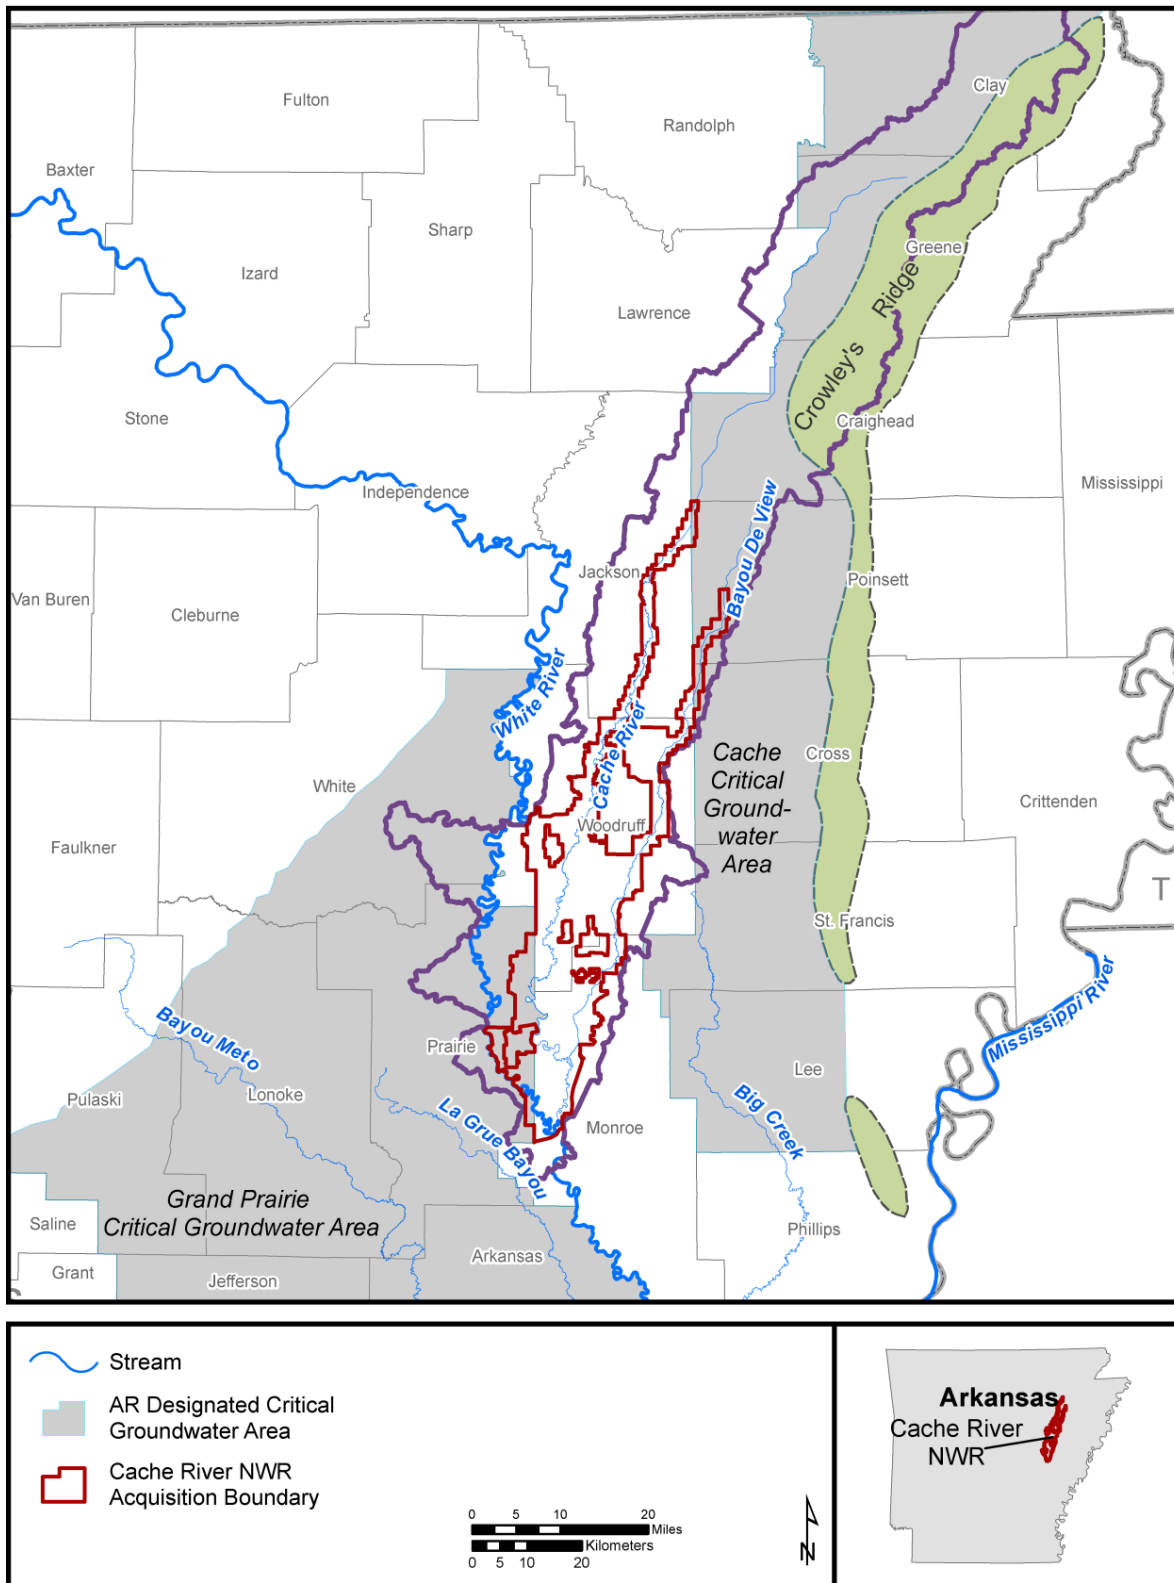 Fulton
Randolph
Clay
Baxter
Sharp
Izard
Greene
Lawrence
Crowley's Ridge
Stone
Craighead
Independence
Mississippi
Bayou De View
Jackson
Poinsett
Van Buren
Cleburne
White River
Cache River
Cross
Cache
Critical
Ground-
water
Area
White
Crittenden
Woodruff
Faulkner
T
St. Francis
Mississippi River
Bayou Meto
Prairie
Lee
Pulaski
Lonoke
La Grue Bayou
Big Creek
Monroe
Grand Prairie
Critical Groundwater Area
Saline
Phillips
Arkansas
Grant
Jefferson
Stream
AR Designated Critical
Groundwater Area
Cache River NWR
Acquisition Boundary
0 5 10 20
Miles
Kilometers
0 5 10 20
N
Arkansas
Cache River
NWR